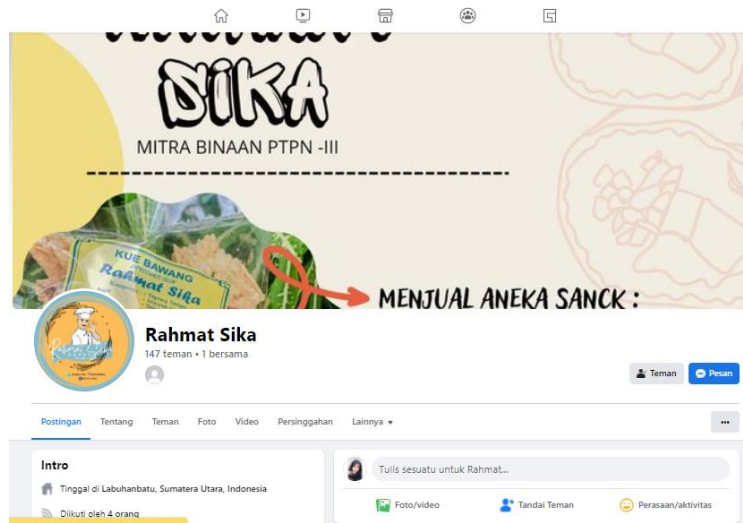 SIKA
MITRA BINAAN PTPN -III
KUE BAWANG
Rahmat Sika
MENJUAL ANEKA SANCK :
Rahmat Sika
147 teman • 1 bersama
Teman
Pesan
Postingan Tentang Teman Foto Video Persinggahan Lainnya
Intro
Tinggal di Labuhanbatu, Sumatera Utara, Indonesia
Diikuti oleh 4 orang
Tulis sesuatu untuk Rahmat...
Foto/video Tandai Teman Perasaan/aktivitas